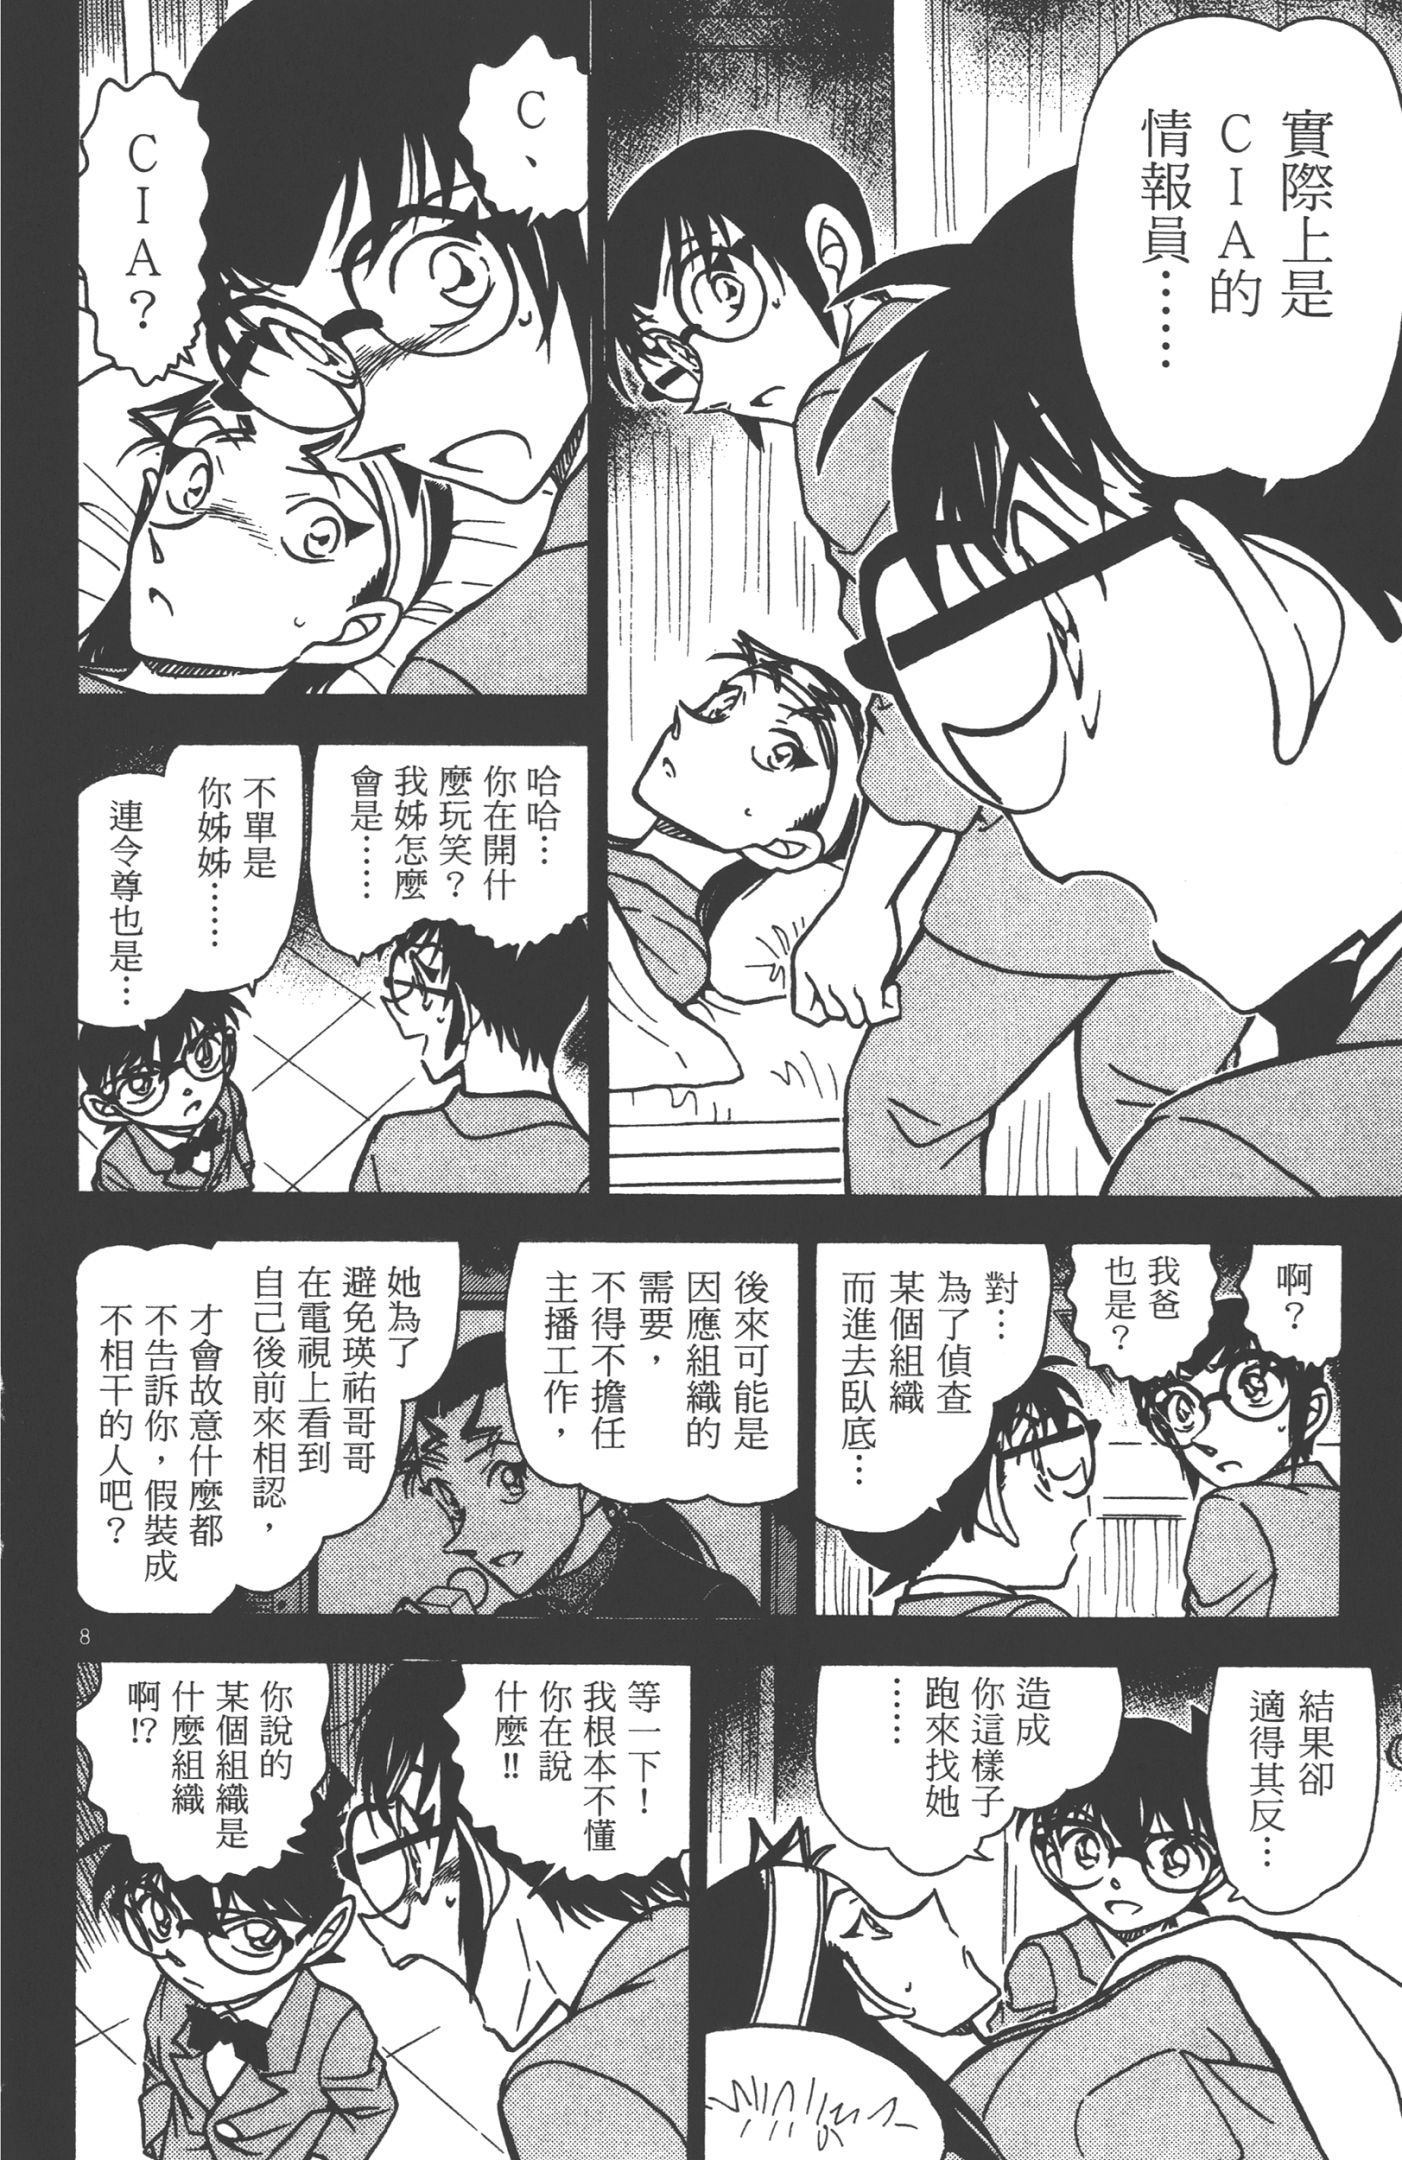 實際上是
CIA的
情報員……
C、
CIA？
哈哈…
你在開什
麼玩笑？
我姊怎麼
會是……
不單是
你姊姊……
連令尊也是…
啊？
我爸
也是？
對…
為了偵查
某個組織
而進去臥底…
後來可能是
因應組織的
需要，
不得不擔任
主播工作，
她為了
避免瑛祐哥哥
在電視上看到
自己後前來相認，
才會故意什麼都
不告訴你，假裝成
不相干的人吧？
結果卻
適得其反…
造成
你這樣子
跑來找她
……
等一下！
我根本不懂
你在說
什麼!!
你說的
某個組織是
什麼組織
啊!?
8